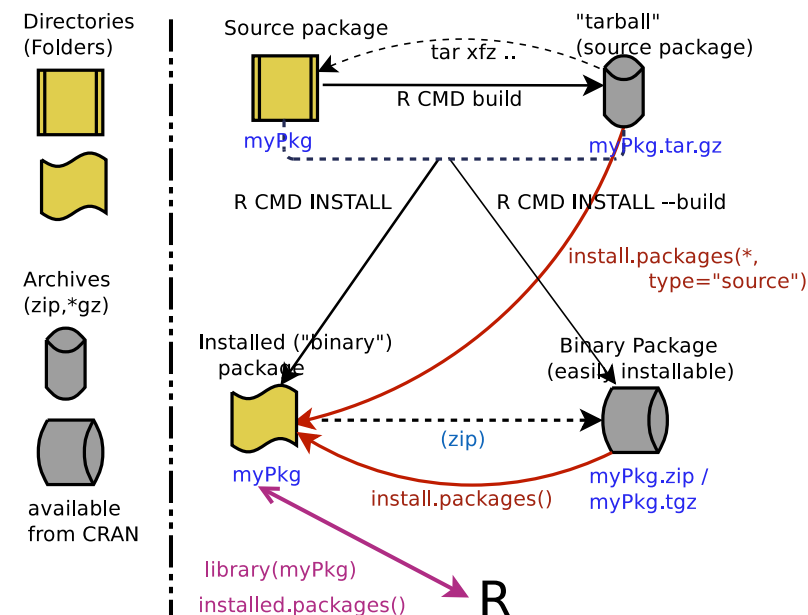 Directories
(Folders)
Archives
(zip,*gz)
available
from CRAN
Source package
"tarball"
(source package)
tar xfz ..
R CMD build
myPkg
myPkg.tar.gz
R CMD INSTALL
R CMD INSTALL --build
install.packages(*,
type="source")
Installed ("binary")
package
Binary Package
(easily installable)
(zip)
myPkg
install.packages()
myPkg.zip /
myPkg.tgz
library(myPkg)
installed.packages()
R